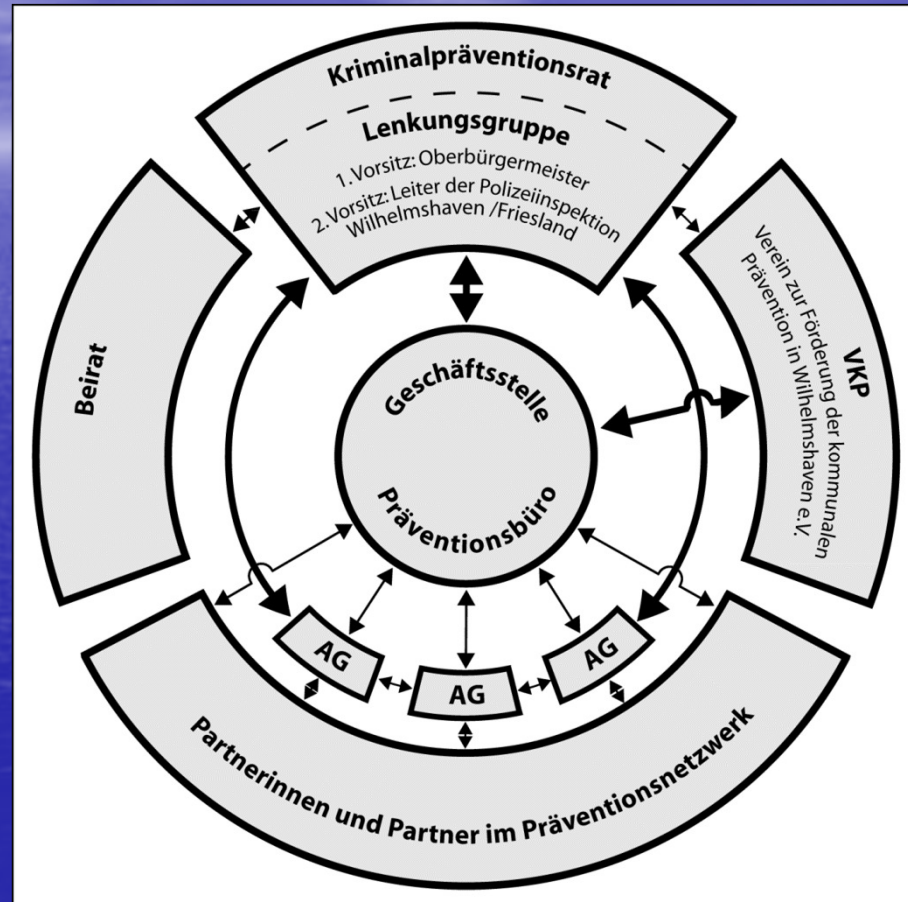 Kriminalpräventionsrat
Lenkungsgruppe
1. Vorsitz: Oberbürgermeister
2. Vorsitz: Leiter der Polizeiinspektion
Wilhelmshaven /Friesland
Beirat
VKP
Verein zur Förderung der kommunalen
Prävention in Wilhelmshaven e.V.
Geschäftsstelle
Präventionsbüro
AG
AG
AG
Partnerinnen und Partner im Präventionsnetzwerk